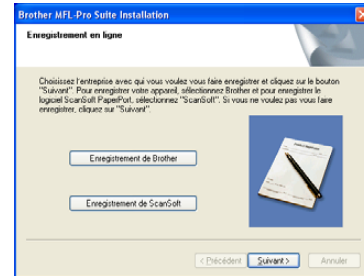 Brother MFL-Pro Suite Installation
Enregistrement en ligne
Choisissez l'entreprise avec qui vous voulez vous faire enregistrer et cliquez sur le bouton
"Suivant". Pour enregistrer votre appareil, sélectionnez Brother et pour enregistrer le
logiciel ScanSoft PaperPort, sélectionnez "ScanSoft". Si vous ne voulez pas vous faire
enregistrer, cliquez sur "Suivant".
Enregistrement de Brother
Enregistrement de ScanSoft
< Précédent Suivant > Annuler